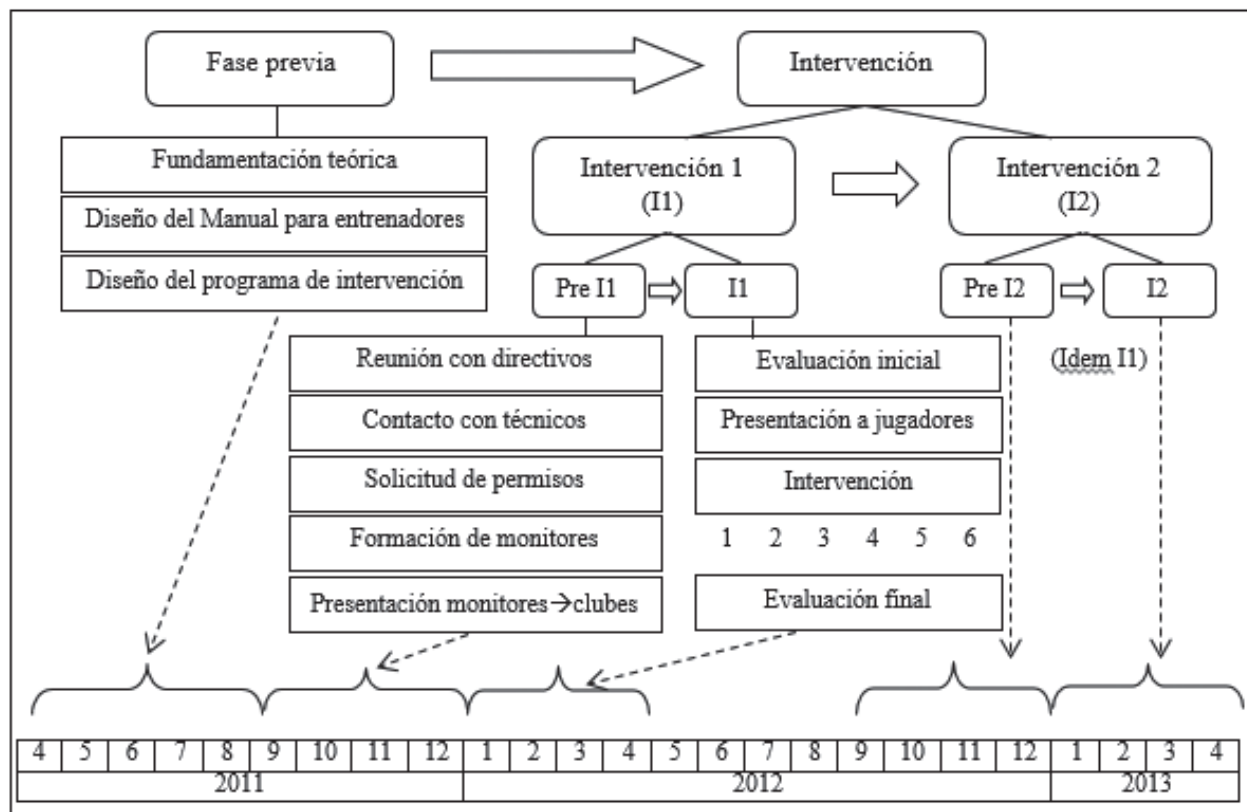 Fase previa
Intervención
Fundamentación teórica
Diseño del Manual para entrenadores
Diseño del programa de intervención
Intervención 1
(I1)
Intervención 2
(I2)
Pre I1
I1
Pre I2
I2
Reunión con directivos
Contacto con técnicos
Solicitud de permisos
Formación de monitores
Presentación monitores→clubes
Evaluación inicial
Presentación a jugadores
Intervención
1 2 3 4 5 6
Evaluación final
(Idem I1)
4 5 6 7 8 9 10 11 12 1 2 3 4 5 6 7 8 9 10 11 12 1 2 3 4
2011 2012 2013